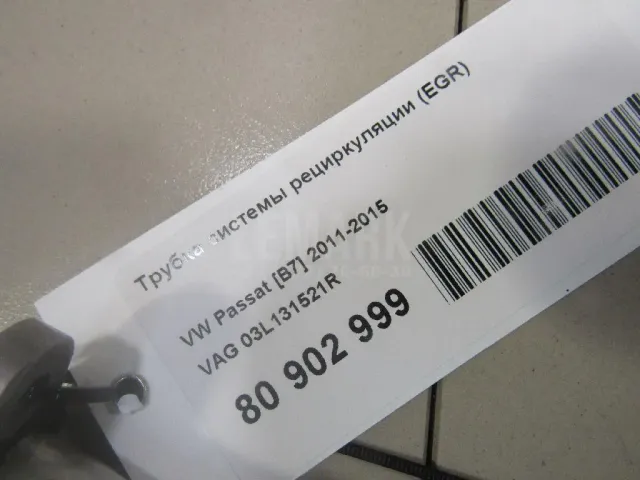 Трубка системы рециркуляции (EGR)
VW Passat [B7] 2011-2015
VAG 03L131521R
80 902 999